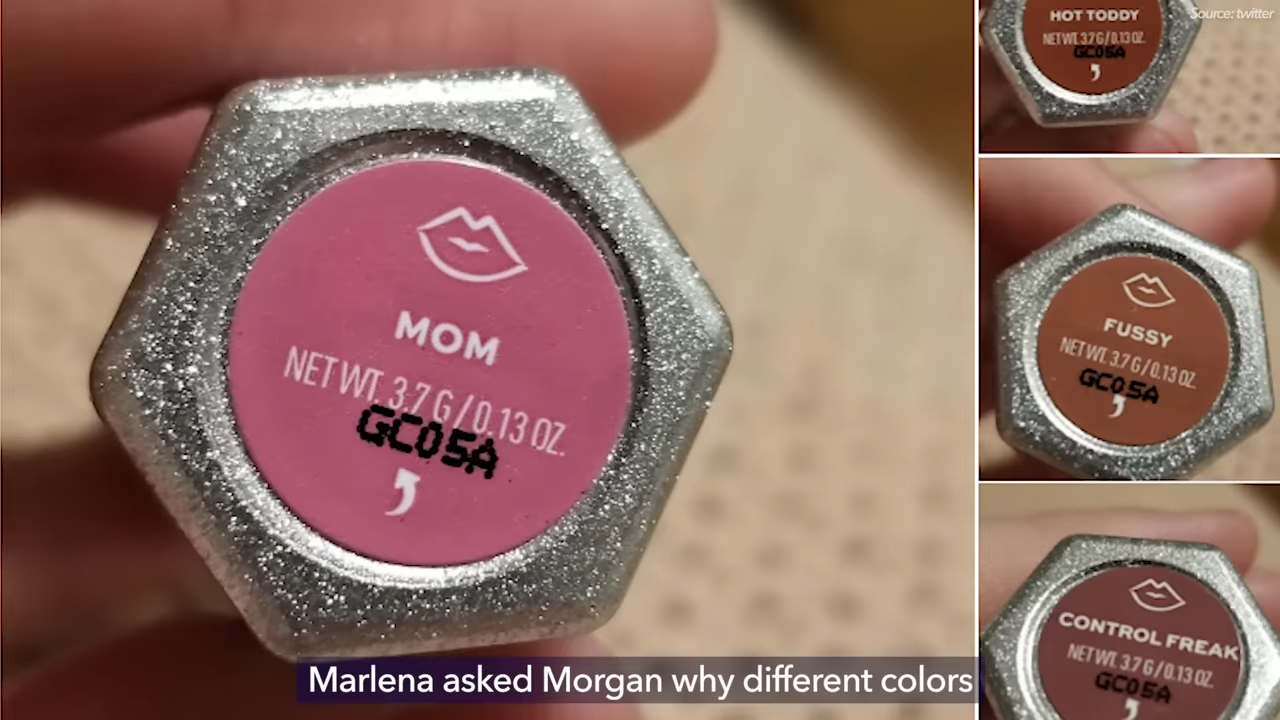 MOM
NET WT. 3.7 G / 0.13 OZ.
GC05A
Source: twitter
HOT TODDY
NET WT. 3.7 G / 0.13 OZ.
GC05A
FUSSY
NET WT. 3.7 G / 0.13 OZ.
GC05A
CONTROL FREAK
NET WT. 3.7 G / 0.13 OZ.
GC05A
Marlena asked Morgan why different colors